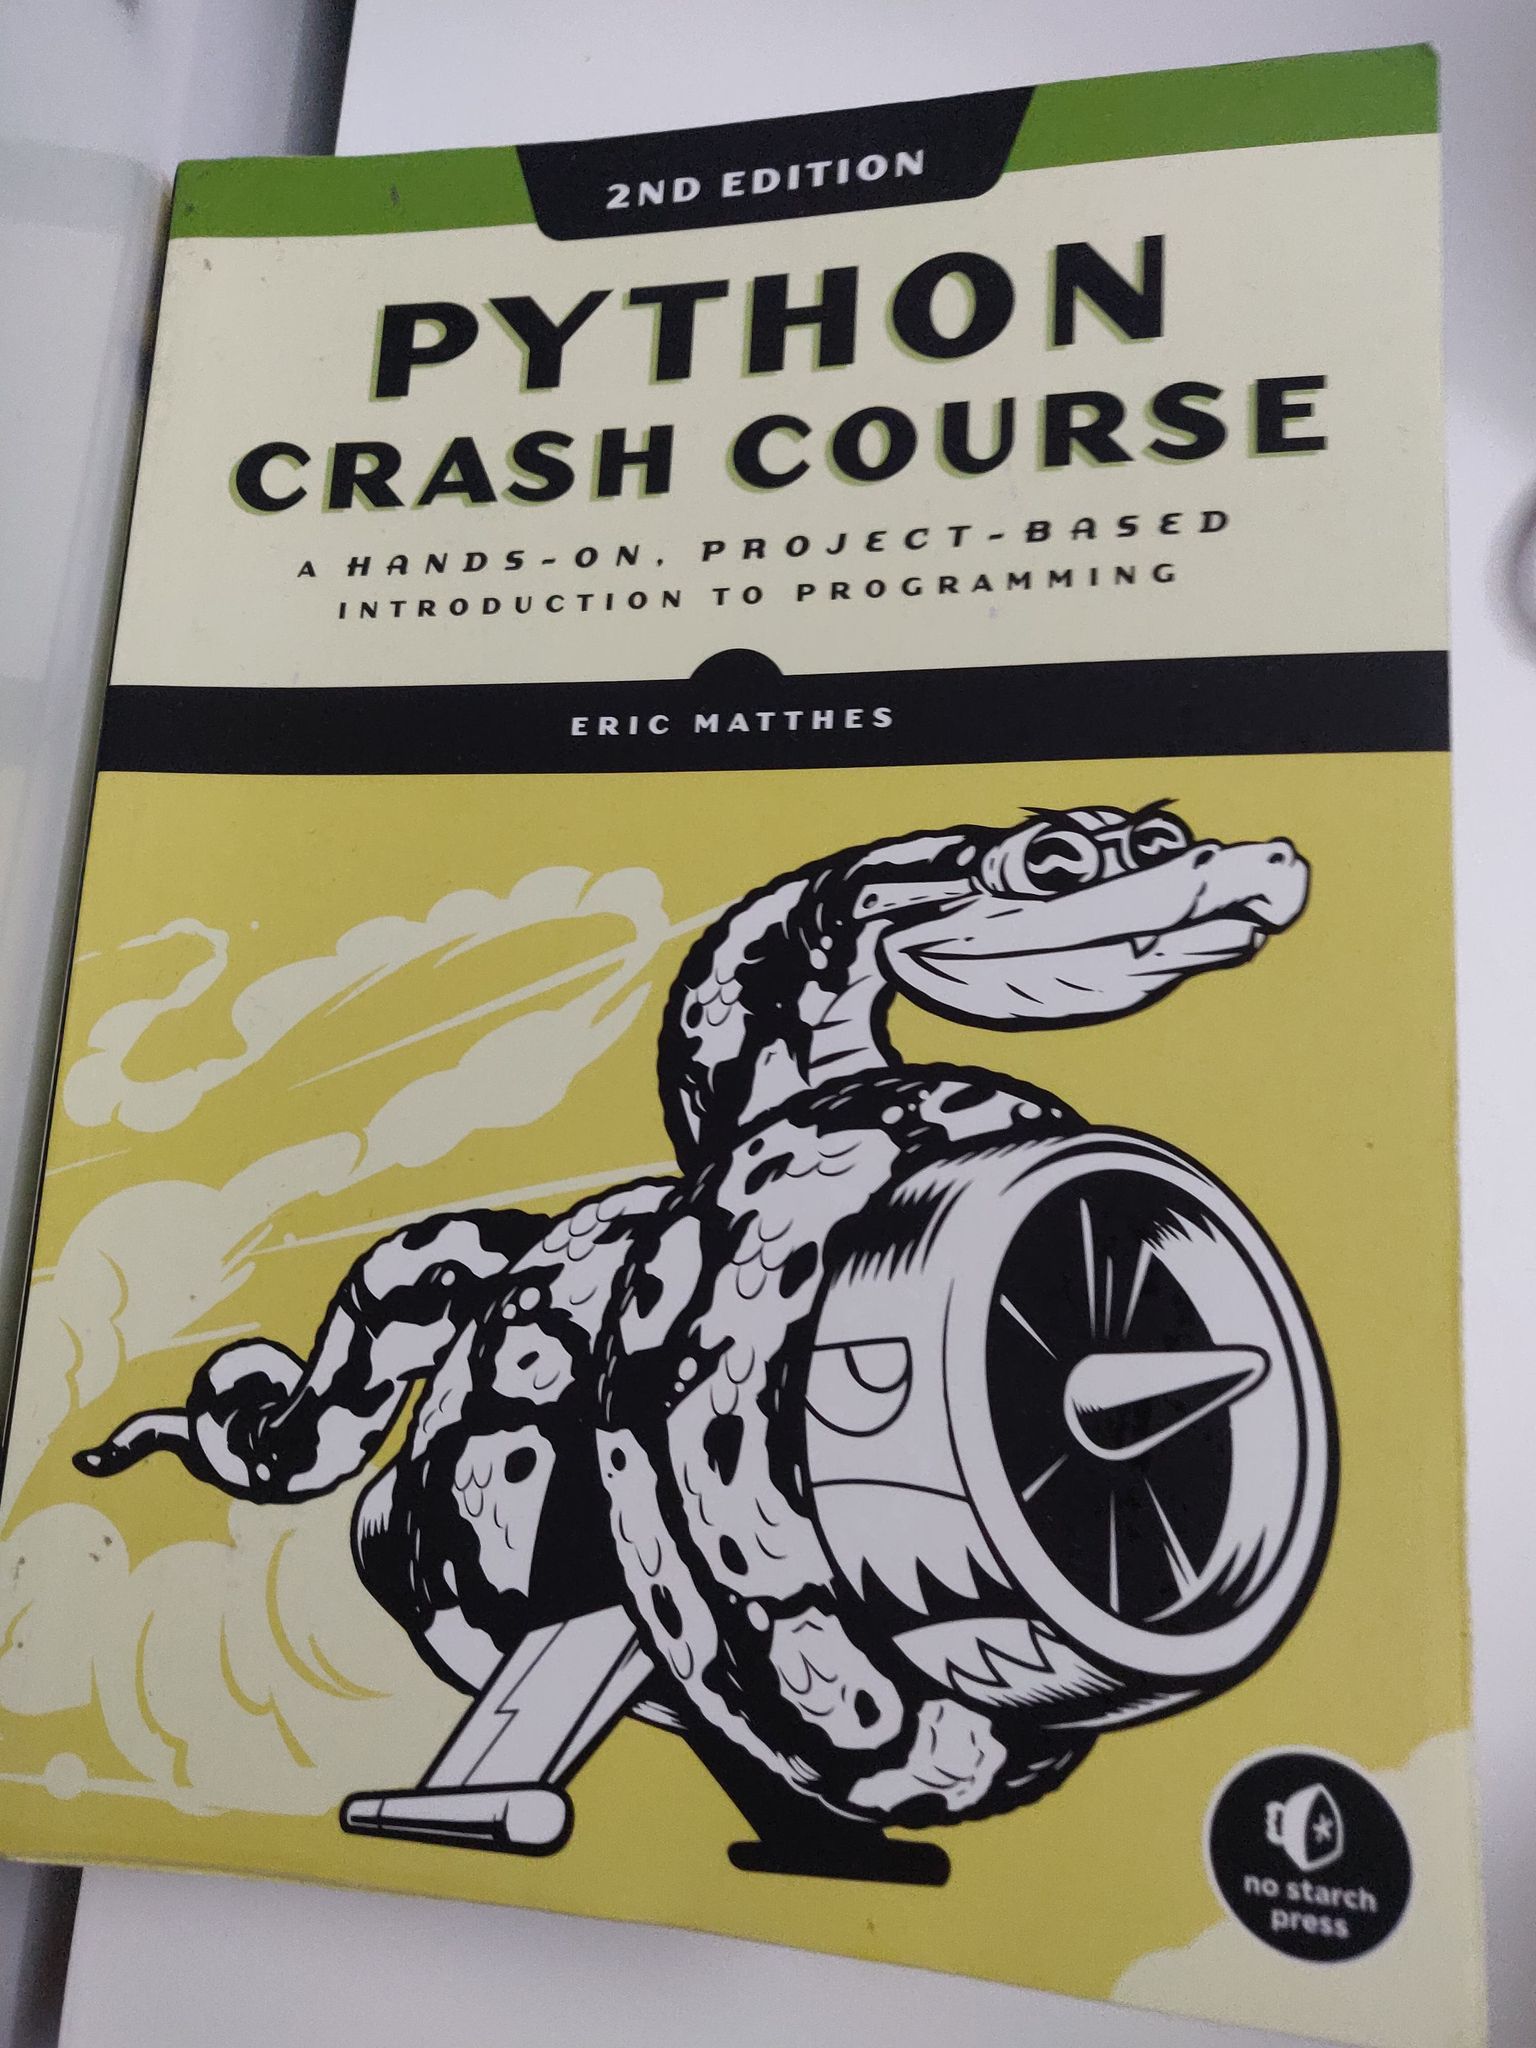 2ND EDITION
PYTHON
CRASH COURSE
A HANDS-ON, PROJECT-BASED
INTRODUCTION TO PROGRAMMING
ERIC MATTHES
no starch
press